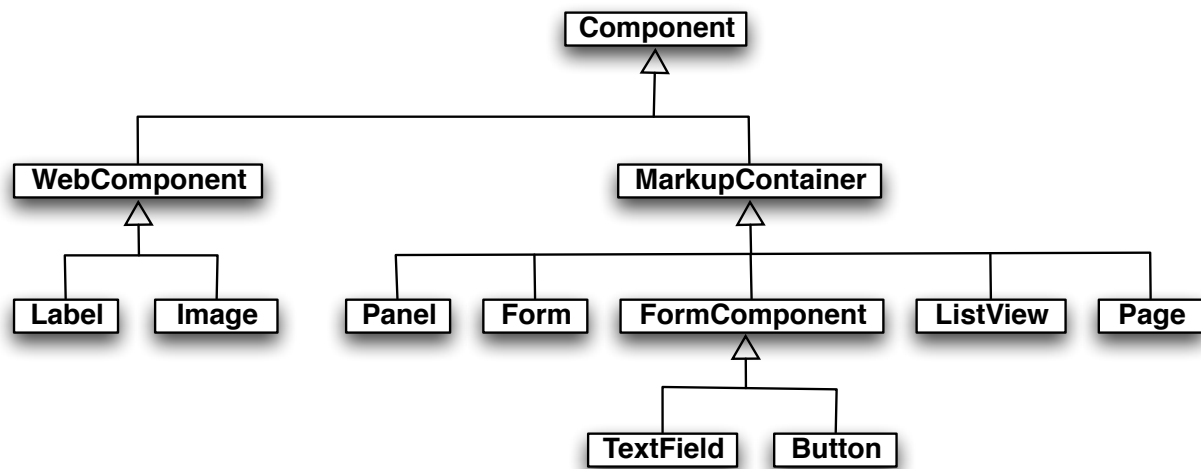 Component
WebComponent
MarkupContainer
Label
Image
Panel
Form
FormComponent
ListView
Page
TextField
Button